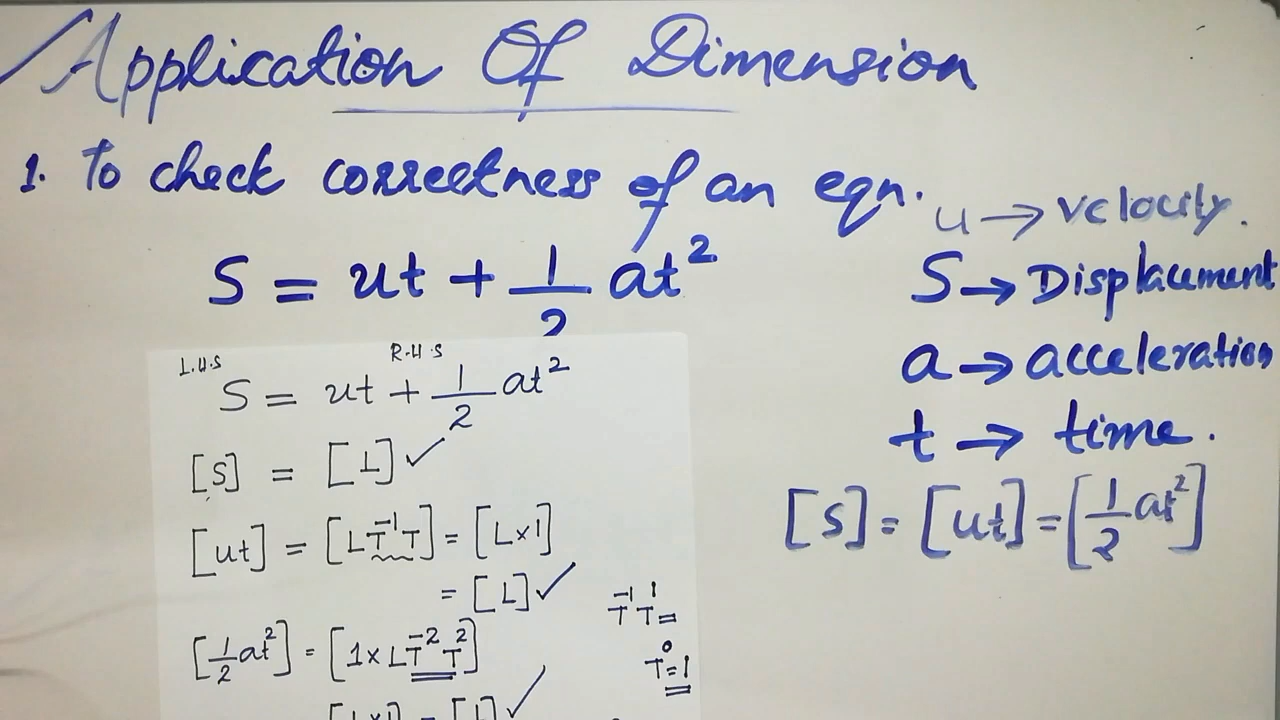 Application Of Dimension
1. To check correctness of an eqn.
u → velocity.
S = ut + 1/2 at²
S → Displacement
a → acceleration
t → time.
[S] = [ut] = [1/2 at²]
L.H.S R.H.S
S = ut + 1/2 at²
[S] = [L] ✓
[ut] = [LT⁻¹T] = [L×1]
= [L] ✓
T⁻¹T¹ =
T⁰ = 1
[1/2 at²] = [1× LT⁻²T²]
[L×1] = [L] ✓